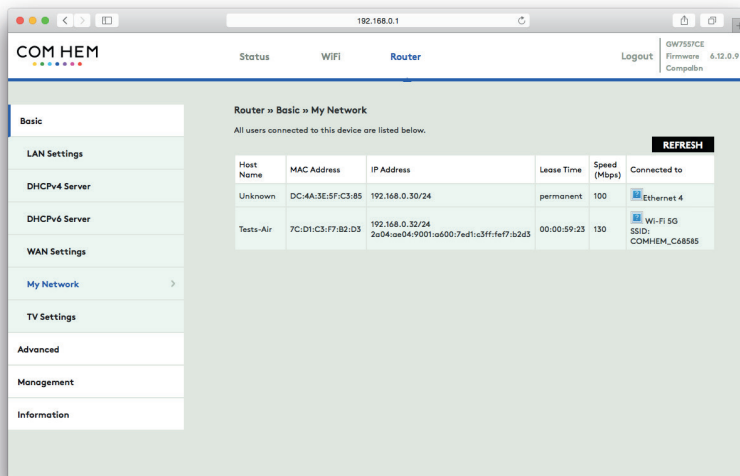 192.168.0.1
COM HEM
Status
WiFi
Router
Logout
GW7557CE
Firmware 6.12.0.9
Compalbn
Basic
LAN Settings
DHCPv4 Server
DHCPv6 Server
WAN Settings
My Network
TV Settings
Advanced
Management
Information
Router » Basic » My Network
All users connected to this device are listed below.
REFRESH
Host Name MAC Address IP Address Lease Time Speed (Mbps) Connected to
Unknown DC:4A:3E:5F:C3:85 192.168.0.30/24 permanent 100 Ethernet 4
Tests-Air 7C:D1:C3:F7:B2:D3 192.168.0.32/24 00:00:59:23 130 Wi-Fi 5G
2a04:ae04:9001:a600:7ed1:c3ff:fef7:b2d3 SSID:
COMHEM_C68585